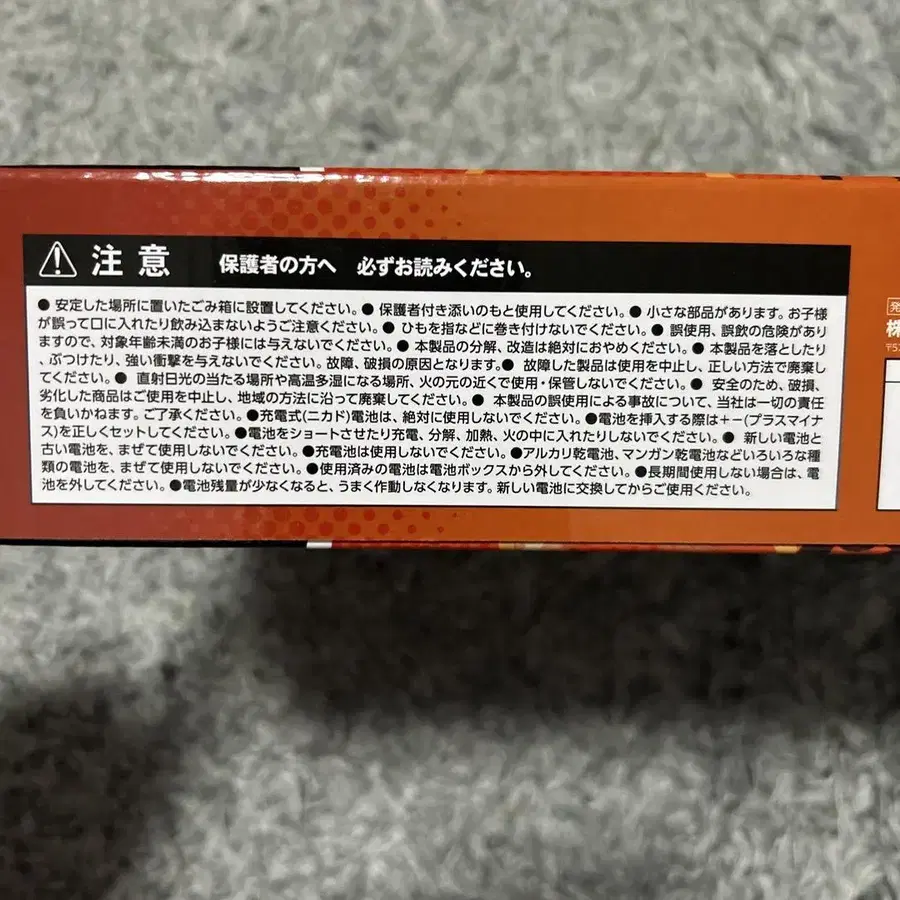 注意 保護者の方へ 必ずお読みください。
● 安定した場所に置いたごみ箱に設置してください。● 保護者付き添いのもと使用してください。● 小さな部品があります。お子様
が誤って口に入れたり飲み込まないようご注意ください。● ひもを指などに巻き付けないでください。● 誤使用、誤飲の危険があり
ますので、対象年齢未満のお子様には与えないでください。● 本製品の分解、改造は絶対におやめください。● 本製品を落としたり
、ぶつけたり、強い衝撃を与えないでください。故障、破損の原因となります。● 故障した製品は使用を中止し、正しい方法で廃棄し
てください。● 直射日光の当たる場所や高温多湿になる場所、火の元の近くで使用・保管しないでください。● 安全のため、破損、
劣化した商品はご使用を中止し、地域の方法に沿って廃棄してください。● 本製品の誤使用による事故について、当社は一切の責任
を負いかねます。ご了承ください。●充電式(ニカド)電池は、絶対に使用しないでください。●電池を挿入する際は+−(プラスマイナ
ス)を正しくセットしてください。●電池をショートさせたり充電、分解、加熱、火の中に入れたりしないでください。● 新しい電池と
古い電池を、まぜて使用しないでください。●充電池は使用しないでください。●アルカリ乾電池、マンガン乾電池などいろいろな種
類の電池を、まぜて使用しないでください。●使用済みの電池は電池ボックスから外してください。●長期間使用しない場合は、電
池を外してください。●電池残量が少なくなると、うまく作動しなくなります。新しい電池に交換してからご使用ください。
発
株